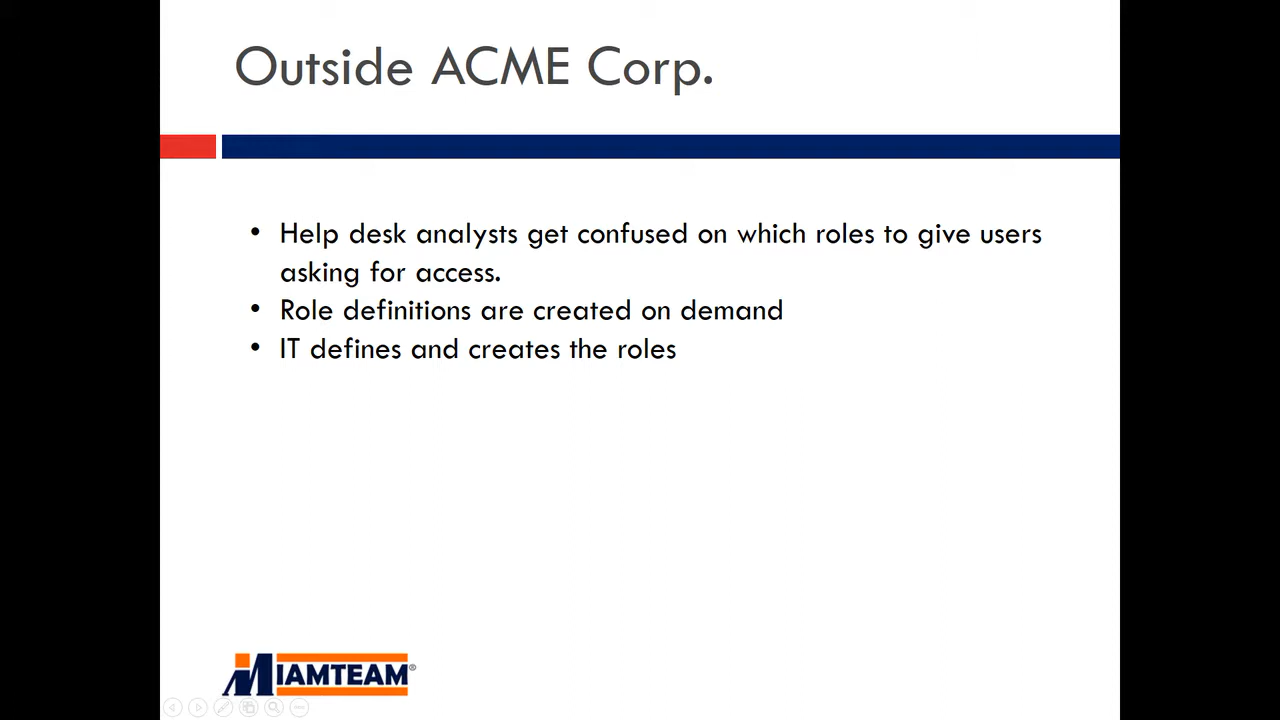 Outside ACME Corp.
• Help desk analysts get confused on which roles to give users
asking for access.
• Role definitions are created on demand
• IT defines and creates the roles
MIAMTEAM®